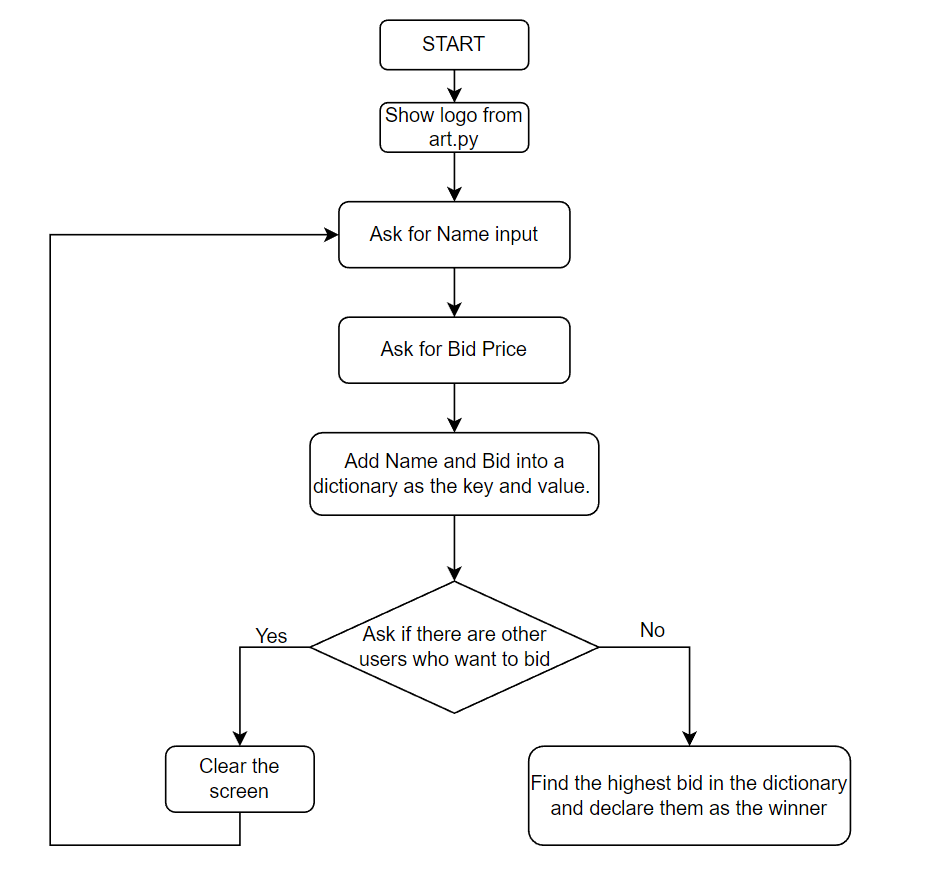 START
Show logo from
art.py
Ask for Name input
Ask for Bid Price
Add Name and Bid into a
dictionary as the key and value.
Ask if there are other
users who want to bid
Yes
No
Clear the
screen
Find the highest bid in the dictionary
and declare them as the winner